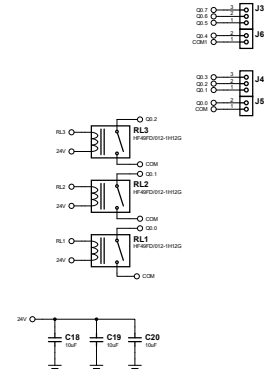 Q0.7 3 J3
Q0.6 2
Q0.5 1
Q0.4 2 J6
COM1 1
Q0.3 3 J4
Q0.2 2
Q0.1 1
Q0.0 2 J5
COM 1
Q0.2
RL3 RL3
HF49FD/012-1H12G
24V
COM
Q0.1
RL2 RL2
HF49FD/012-1H12G
24V
COM
Q0.0
RL1 RL1
HF49FD/012-1H12G
24V
COM
24V
C18 C19 C20
10uF 10uF 10uF